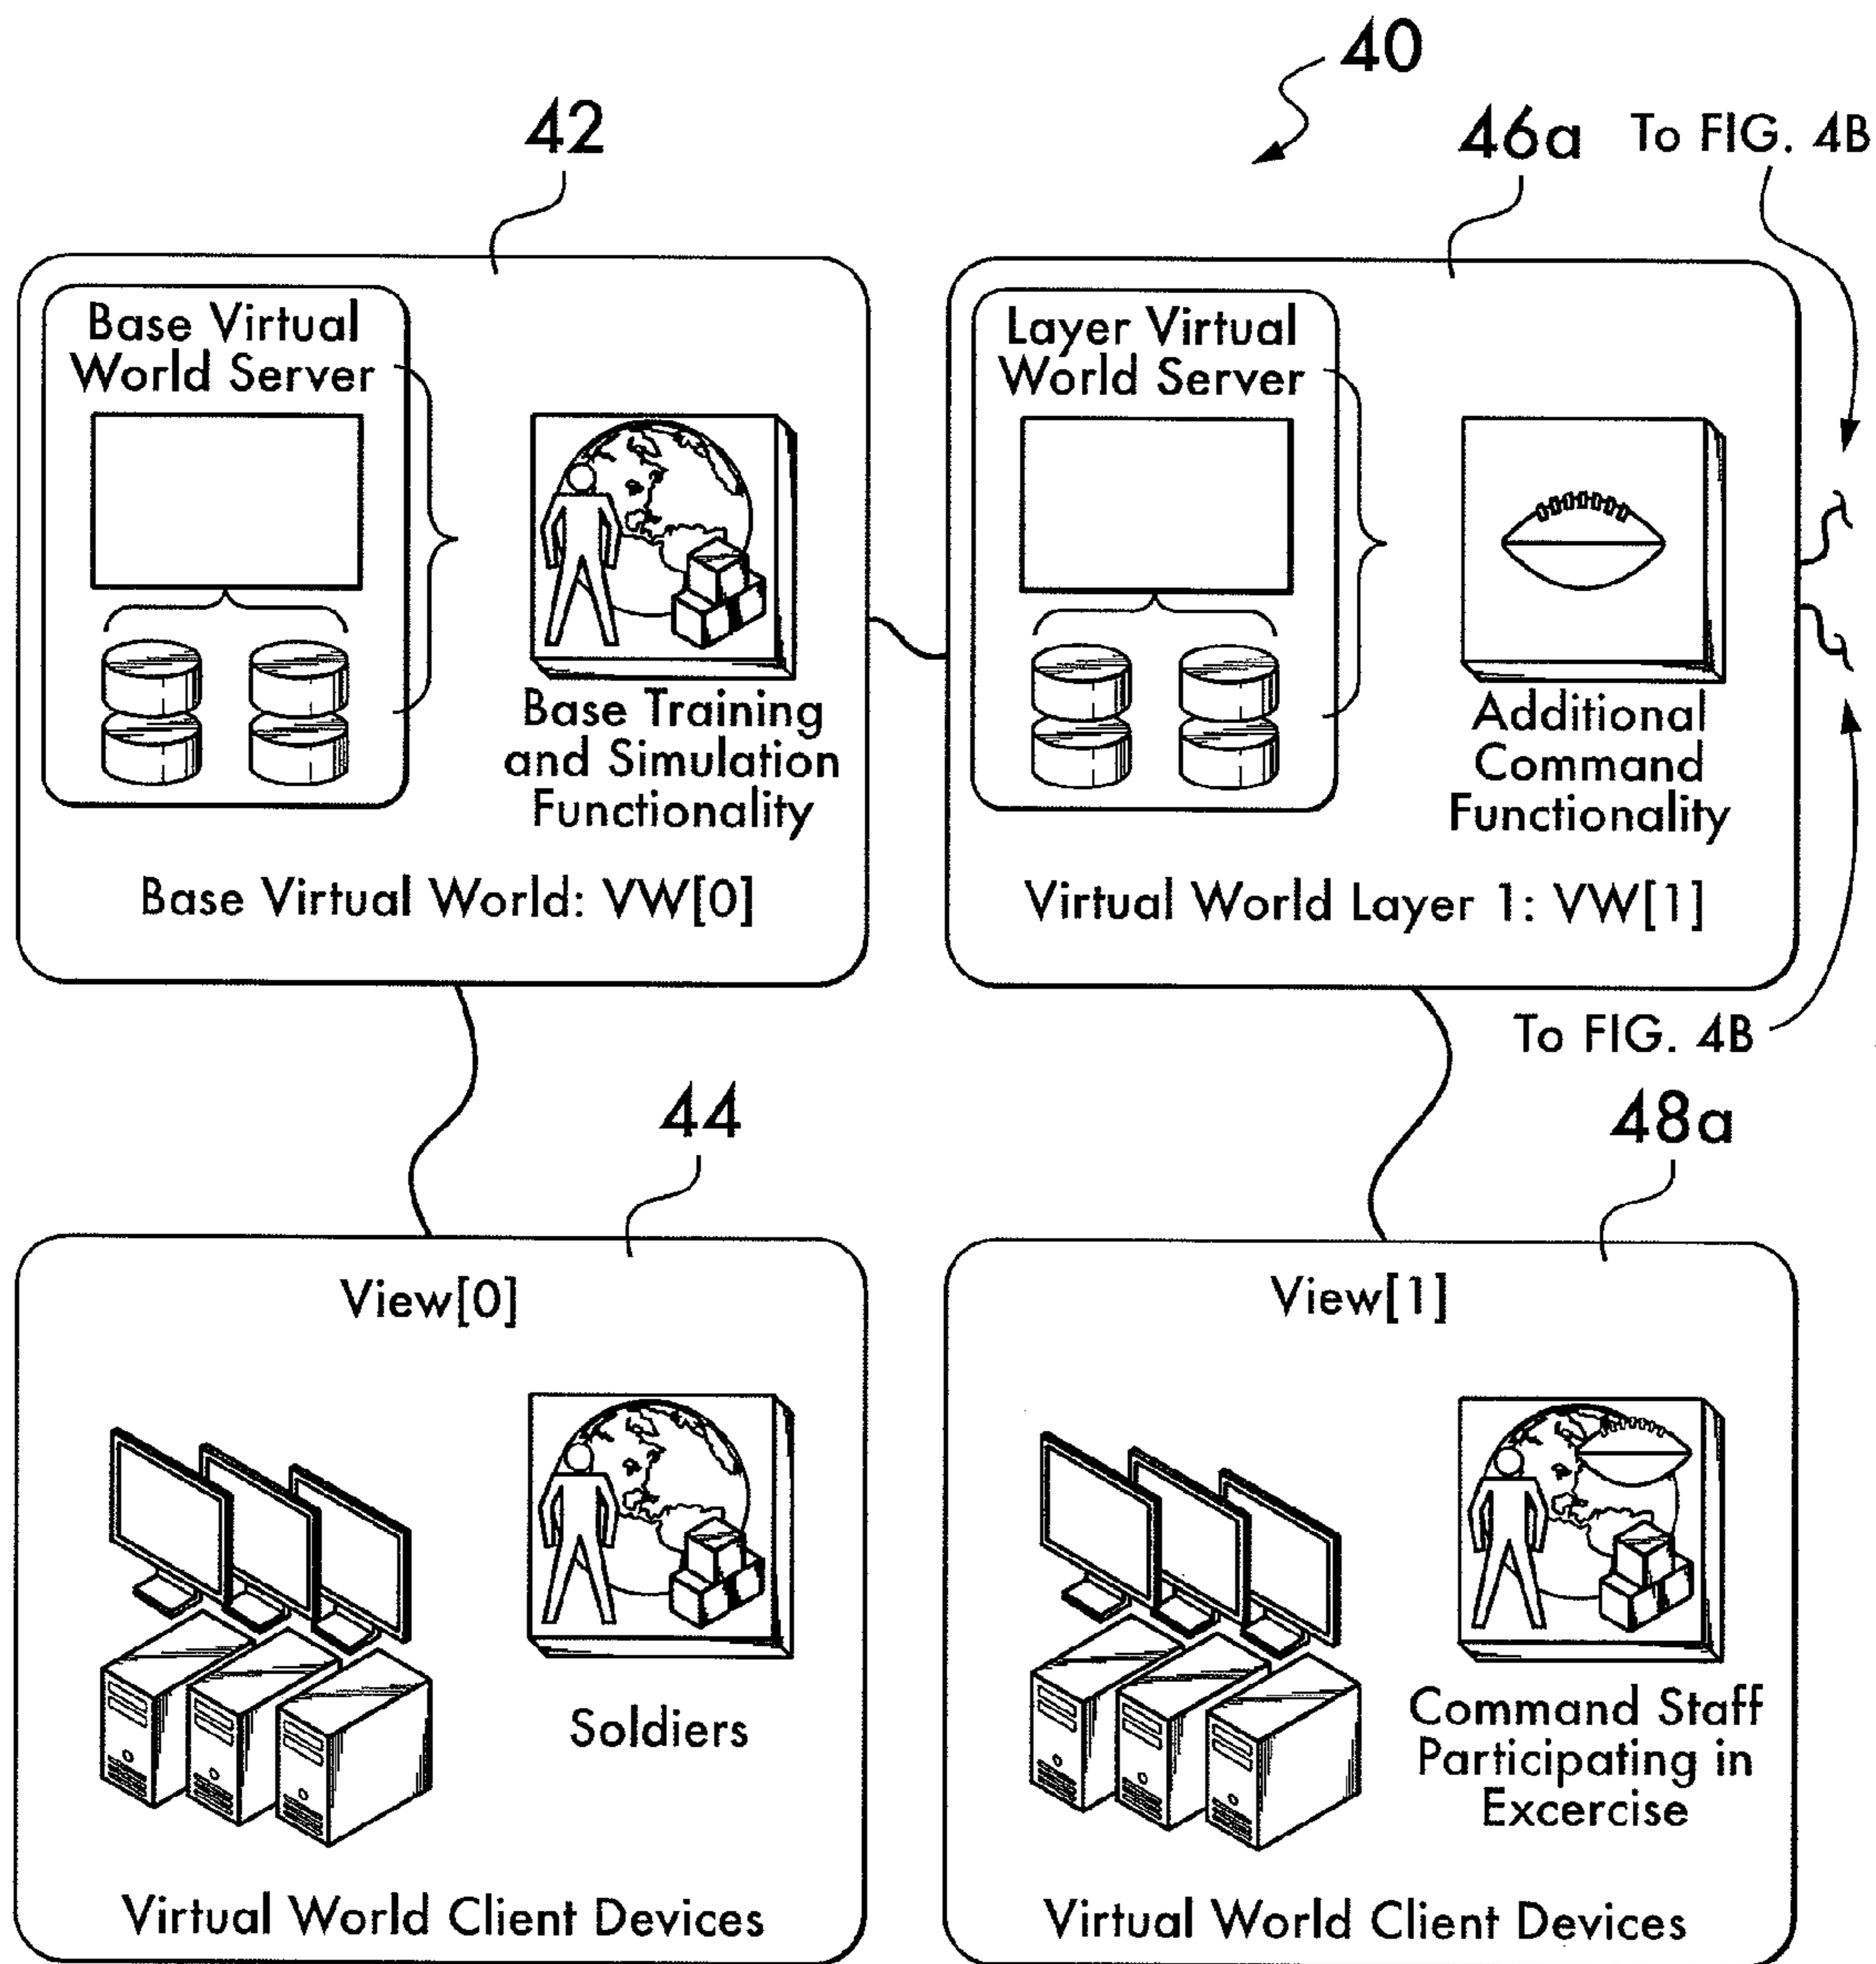 40
42
46a
To FIG. 4B
Base Virtual
World Server
Base Training
and Simulation
Functionality
Base Virtual World: VW[0]
Layer Virtual
World Server
Additional
Command
Functionality
Virtual World Layer 1: VW[1]
To FIG. 4B
44
48a
View[0]
Soldiers
Virtual World Client Devices
View[1]
Command Staff
Participating in
Excercise
Virtual World Client Devices